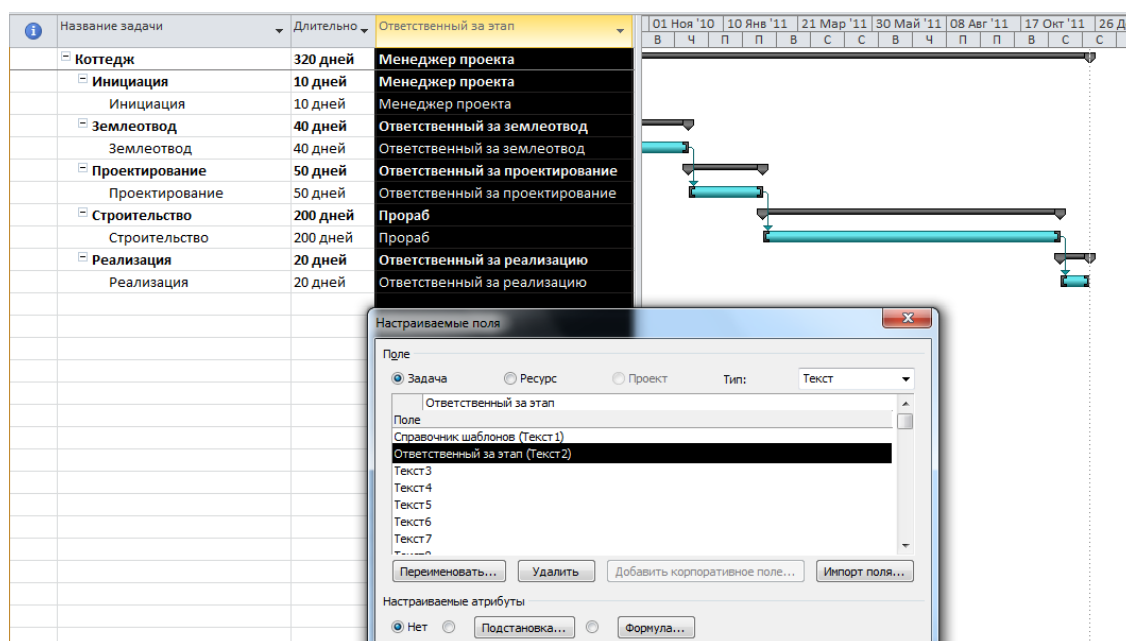 Название задачи Длительно Ответственный за этап 01 Ноя '10 10 Янв '11 21 Мар '11 30 Май '11 08 Авг '11 17 Окт '11 26 Д
В Ч П П В С С В Ч П П В С С
Коттедж 320 дней Менеджер проекта
Инициация 10 дней Менеджер проекта
Инициация 10 дней Менеджер проекта
Землеотвод 40 дней Ответственный за землеотвод
Землеотвод 40 дней Ответственный за землеотвод
Проектирование 50 дней Ответственный за проектирование
Проектирование 50 дней Ответственный за проектирование
Строительство 200 дней Прораб
Строительство 200 дней Прораб
Реализация 20 дней Ответственный за реализацию
Реализация 20 дней Ответственный за реализацию
Настраиваемые поля
Поле
Задача Ресурс Проект Тип: Текст
Ответственный за этап
Поле
Справочник шаблонов (Текст1)
Ответственный за этап (Текст2)
Текст3
Текст4
Текст5
Текст6
Текст7
Переименовать... Удалить Добавить корпоративное поле... Импорт поля...
Настраиваемые атрибуты
Нет Подстановка... Формула...